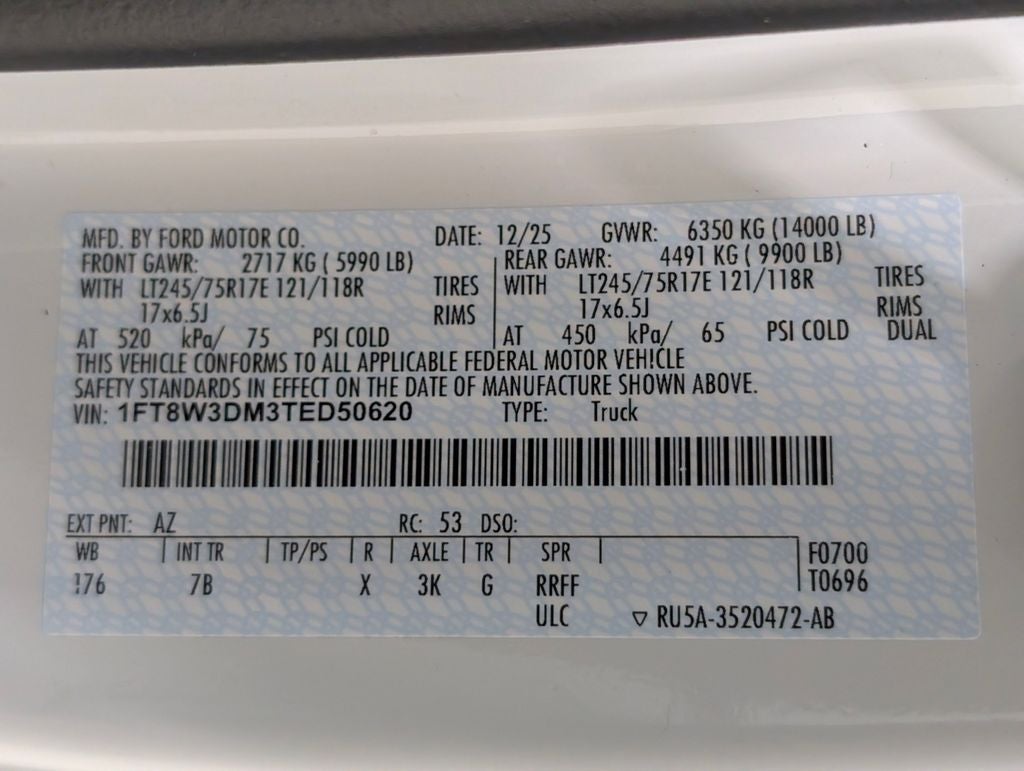 MFD. BY FORD MOTOR CO. DATE: 12/25 GVWR: 6350 KG (14000 LB)
FRONT GAWR: 2717 KG ( 5990 LB) REAR GAWR: 4491 KG ( 9900 LB)
WITH LT245/75R17E 121/118R TIRES WITH LT245/75R17E 121/118R TIRES
17x6.5J RIMS 17x6.5J RIMS
AT 520 kPa/ 75 PSI COLD AT 450 kPa/ 65 PSI COLD DUAL
THIS VEHICLE CONFORMS TO ALL APPLICABLE FEDERAL MOTOR VEHICLE
SAFETY STANDARDS IN EFFECT ON THE DATE OF MANUFACTURE SHOWN ABOVE.
VIN: 1FT8W3DM3TED50620 TYPE: Truck
EXT PNT: AZ RC: 53 DSO:
WB INT TR TP/PS R AXLE TR SPR F0700
176 7B X 3K G RRFF T0696
ULC ▽ RU5A-3520472-AB